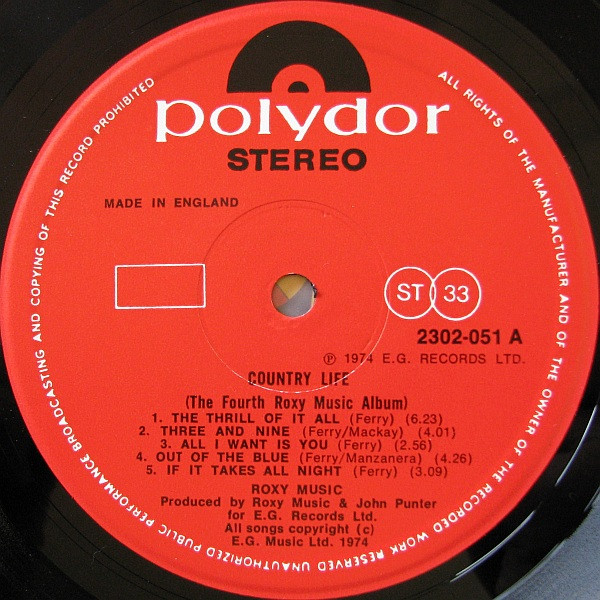 polydor
STEREO
MADE IN ENGLAND
ST 33
2302-051 A
℗ 1974 E.G. RECORDS LTD.
COUNTRY LIFE
(The Fourth Roxy Music Album)
1. THE THRILL OF IT ALL (Ferry) (6.23)
2. THREE AND NINE (Ferry/Mackay) (4.01)
3. ALL I WANT IS YOU (Ferry) (2.56)
4. OUT OF THE BLUE (Ferry/Manzanera) (4.26)
5. IF IT TAKES ALL NIGHT (Ferry) (3.09)
ROXY MUSIC
Produced by Roxy Music & John Punter
for E.G. Records Ltd.
All songs copyright (c)
E.G. Music Ltd. 1974
ALL RIGHTS OF THE MANUFACTURER AND OF THE OWNER OF THE RECORDED WORK RESERVED UNAUTHORIZED PUBLIC PERFORMANCE BROADCASTING AND COPYING OF THIS RECORD PROHIBITED